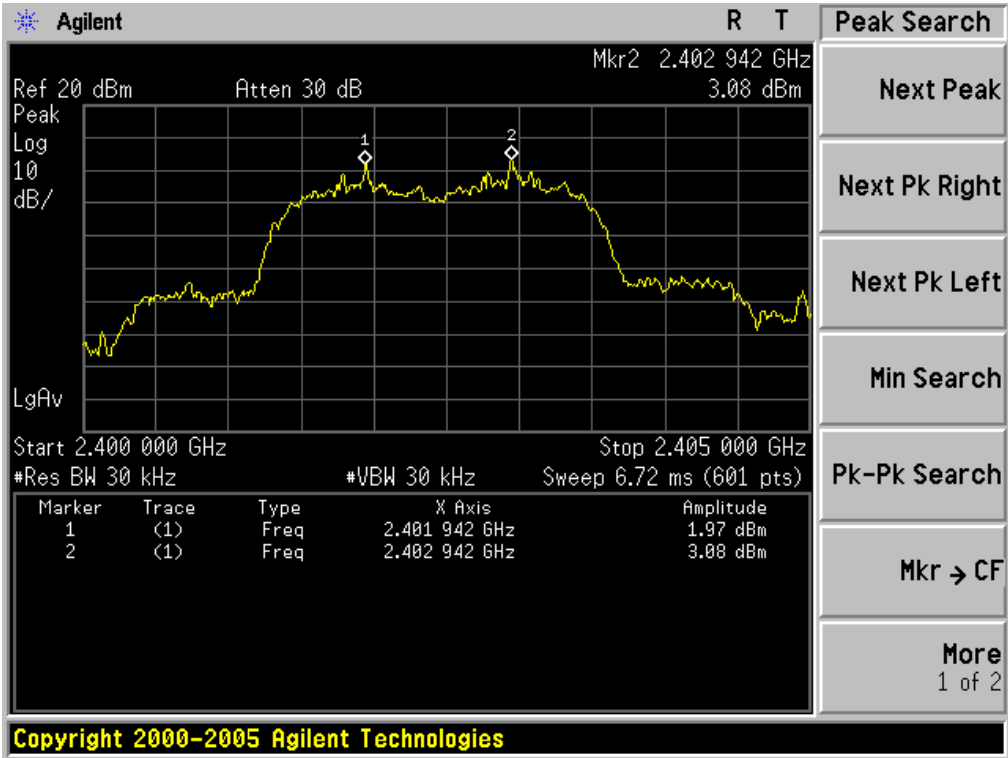 Agilent
R T
Peak Search
Mkr2 2.402 942 GHz
Ref 20 dBm
Atten 30 dB
3.08 dBm
Peak
Log
10
dB/
1
2
LgAv
Start 2.400 000 GHz
Stop 2.405 000 GHz
#Res BW 30 kHz
#VBW 30 kHz
Sweep 6.72 ms (601 pts)
Marker Trace Type X Axis Amplitude
1 (1) Freq 2.401 942 GHz 1.97 dBm
2 (1) Freq 2.402 942 GHz 3.08 dBm
Next Peak
Next Pk Right
Next Pk Left
Min Search
Pk-Pk Search
Mkr → CF
More
1 of 2
Copyright 2000-2005 Agilent Technologies